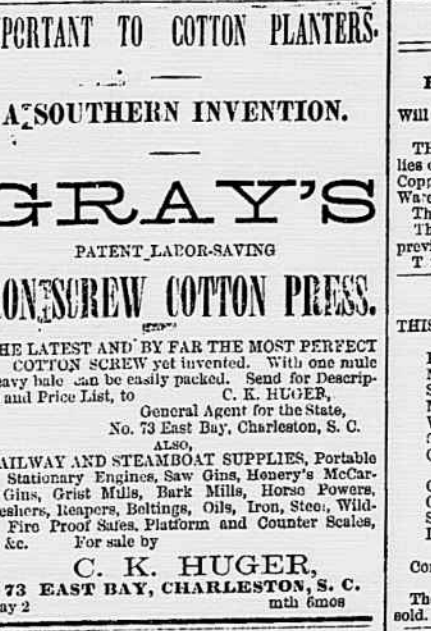 PORTANT TO COTTON PLANTERS.
A SOUTHERN INVENTION.
GRAY'S
PATENT LABOR-SAVING
ON SCREW COTTON PRESS.
HE LATEST AND BY FAR THE MOST PERFECT
COTTON SCREW yet invented. With one mule
eavy bale can be easily packed. Send for Descrip-
and Price List, to C. K. HUGER,
General Agent for the State,
No. 73 East Bay, Charleston, S. C.
ALSO,
AILWAY AND STEAMBOAT SUPPLIES, Portable
Stationary Engines, Saw Gins, Henery's McCar-
Gins, Grist Mills, Bark Mills, Horse Powers,
eshers, Reapers, Beltings, Oils, Iron, Steel, Wild-
Fire Proof Safes, Platform and Counter Scales,
&c. For sale by
C. K. HUGER,
73 EAST BAY, CHARLESTON, S. C.
ay 2 mth 6mos
Will
TH
lies
Copp
Ware
Th
Th
previ
T
THIS
Co
Th
sold.